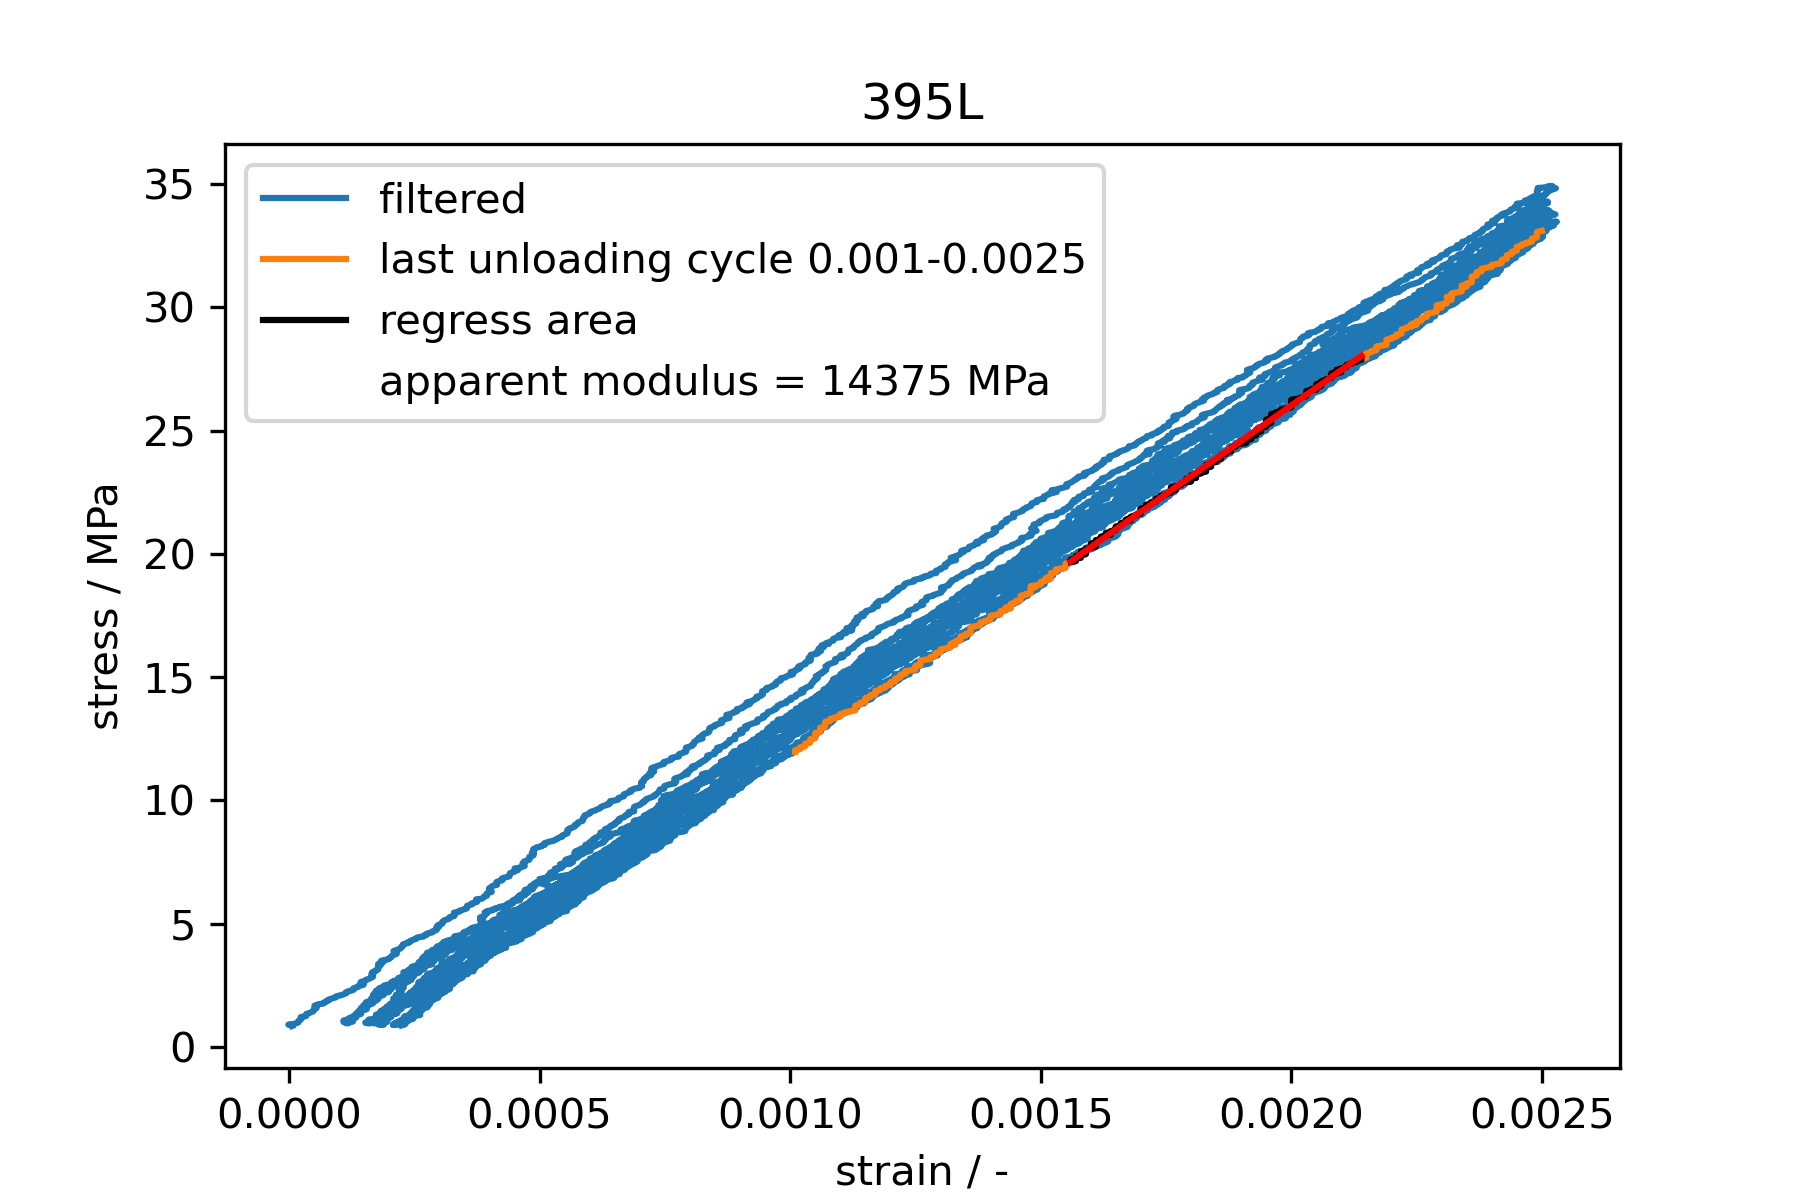 395L
filtered
last unloading cycle 0.001-0.0025
regress area
apparent modulus = 14375 MPa
stress / MPa
35
30
25
20
15
10
5
0
0.0000 0.0005 0.0010 0.0015 0.0020 0.0025
strain / -